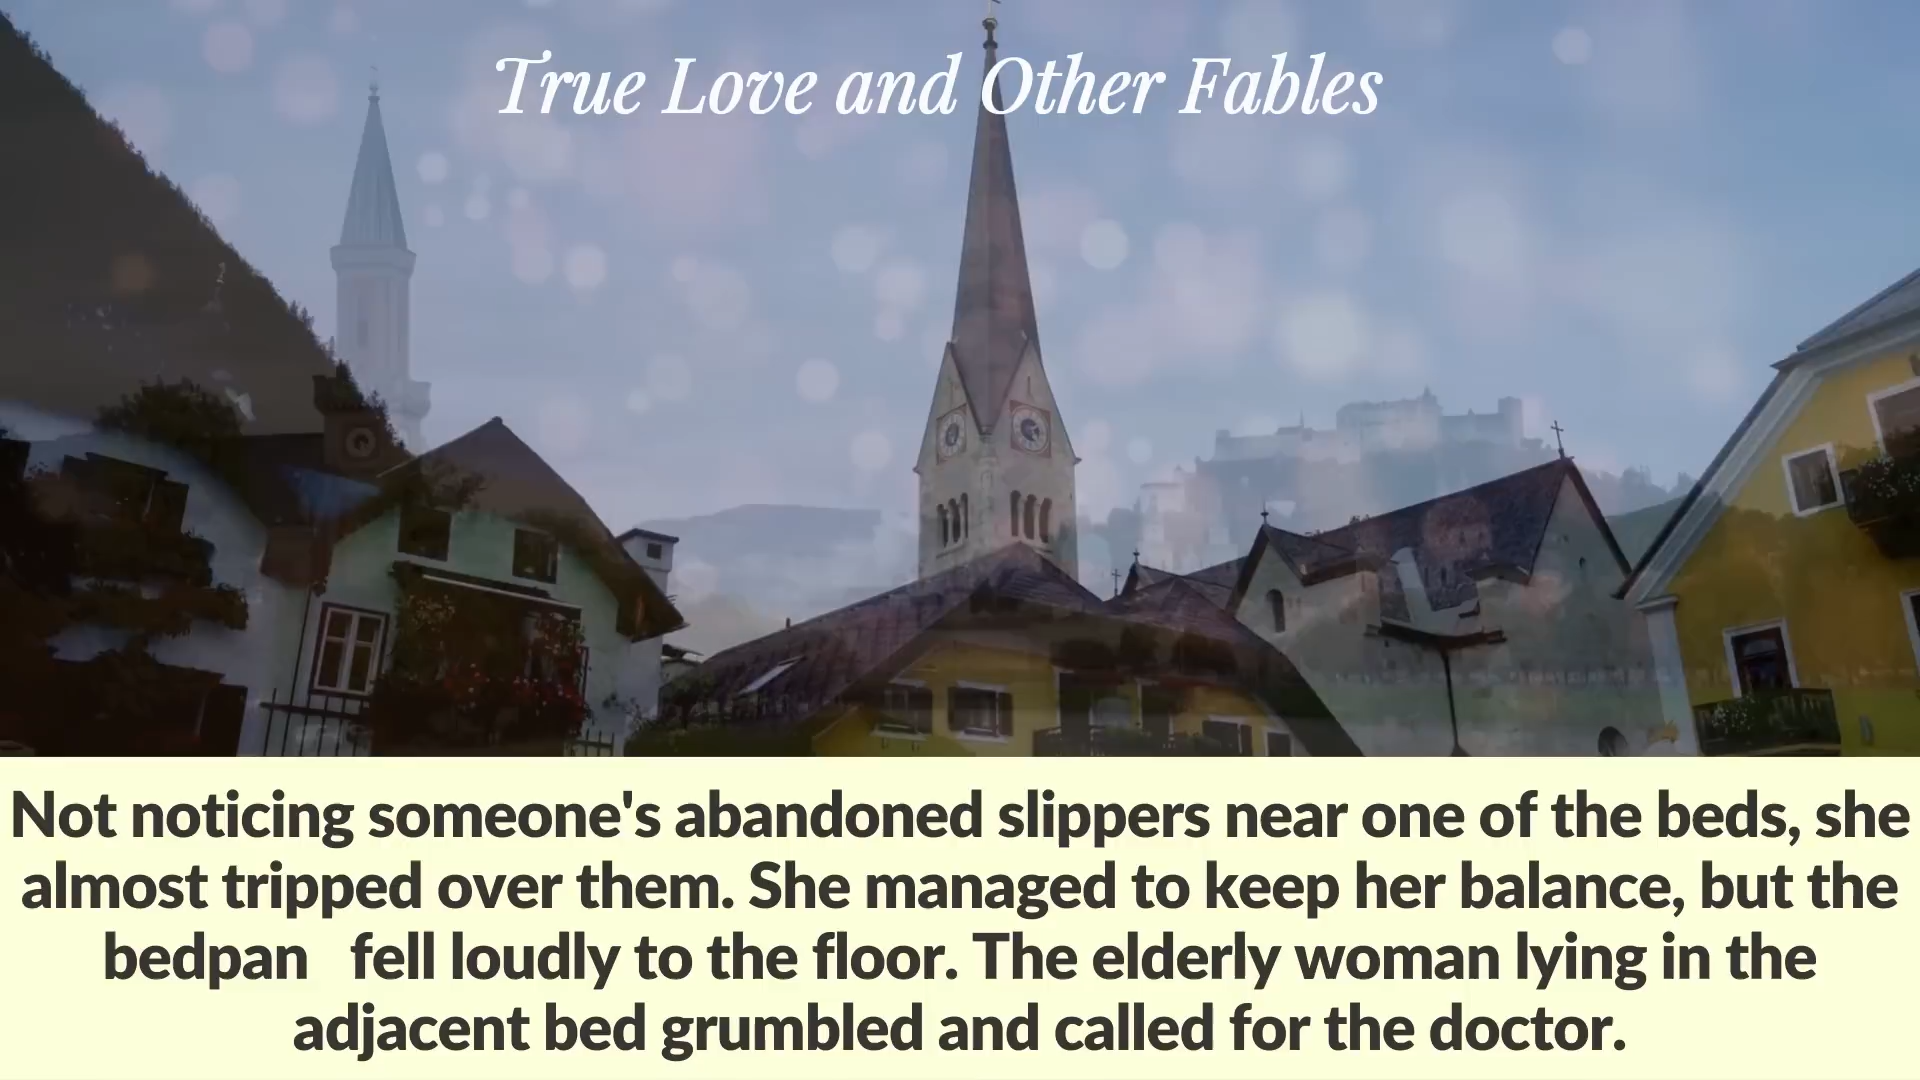 True Love and Other Fables
Not noticing someone's abandoned slippers near one of the beds, she
almost tripped over them. She managed to keep her balance, but the
bedpan   fell loudly to the floor. The elderly woman lying in the
adjacent bed grumbled and called for the doctor.